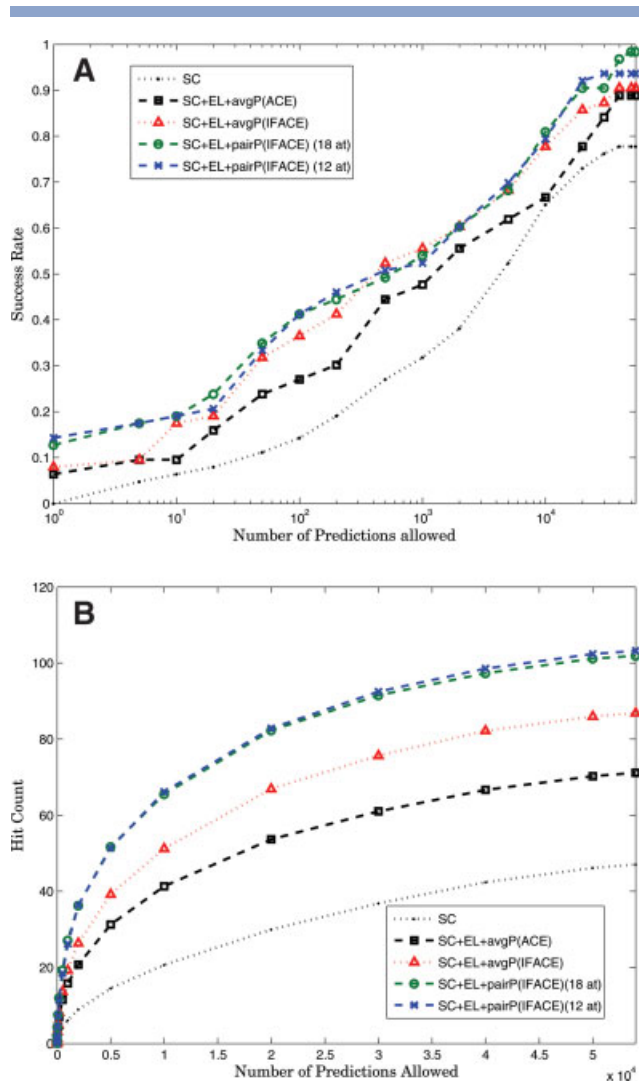 A
SC
SC+EL+avgP(ACE)
SC+EL+avgP(IFACE)
SC+EL+pairP(IFACE) (18 at)
SC+EL+pairP(IFACE) (12 at)
1
0.9
0.8
0.7
0.6
0.5
0.4
0.3
0.2
0.1
0
Success Rate
10^0 10^1 10^2 10^3 10^4
Number of Predictions allowed
B
120
100
80
60
40
20
0
Hit Count
SC
SC+EL+avgP(ACE)
SC+EL+avgP(IFACE)
SC+EL+pairP(IFACE)(18 at)
SC+EL+pairP(IFACE)(12 at)
0 0.5 1 1.5 2 2.5 3 3.5 4 4.5 5
Number of Predictions Allowed
x 10^4